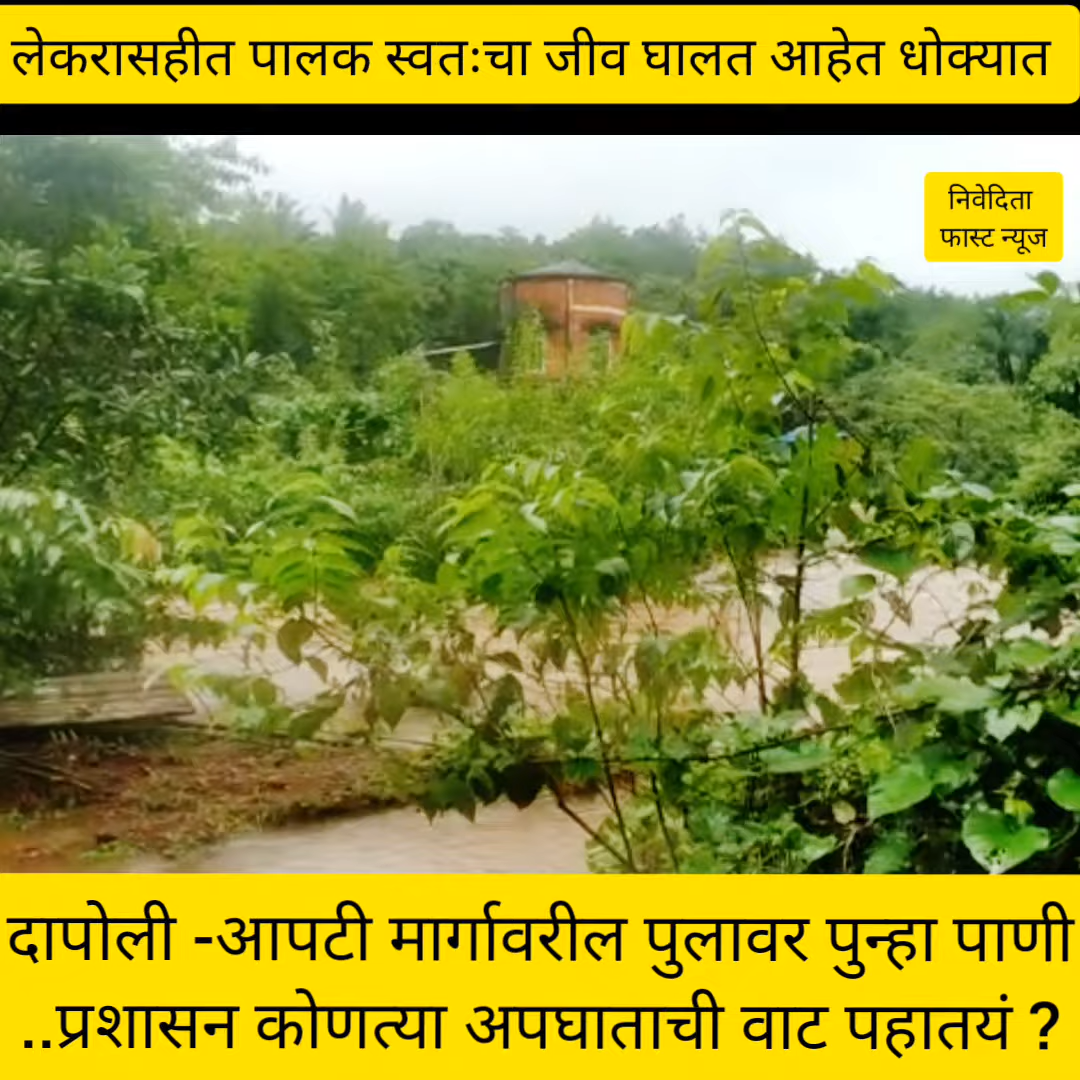 लेकरासहीत पालक स्वतःचा जीव घालत आहेत धोक्यात
निवेदिता
फास्ट न्यूज
दापोली -आपटी मार्गावरील पुलावर पुन्हा पाणी
..प्रशासन कोणत्या अपघाताची वाट पहातयं ?